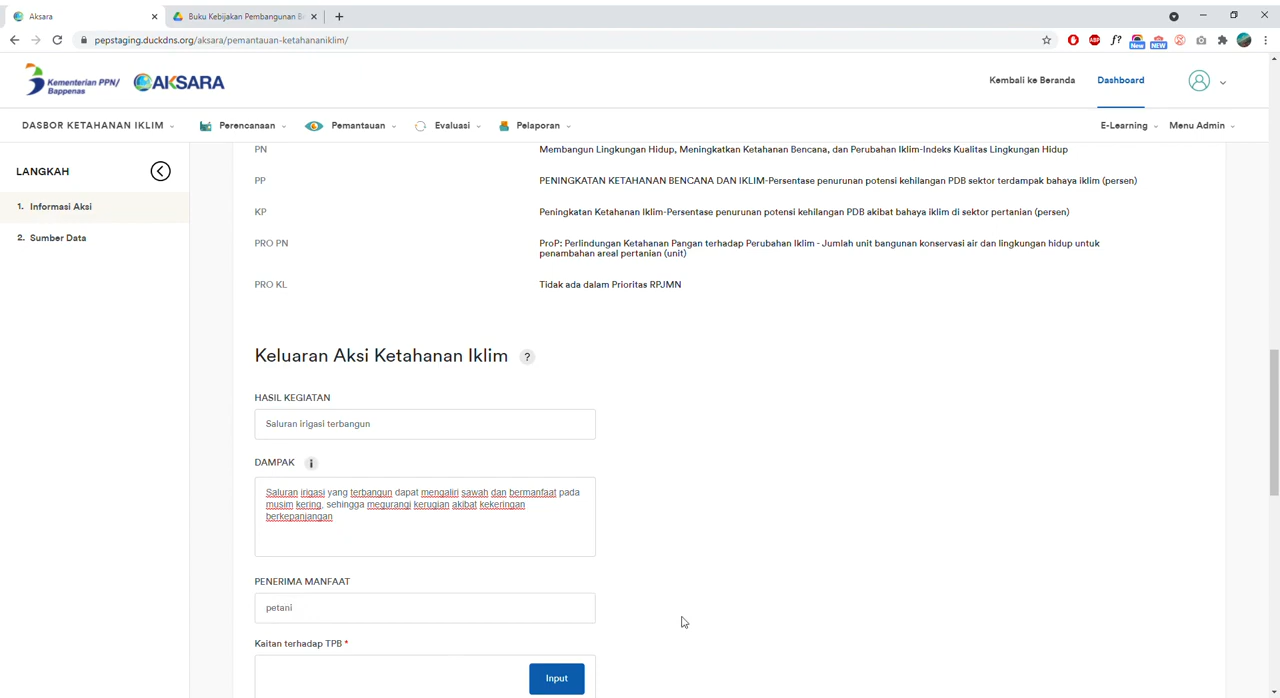 Aksara
Buku Kebijakan Pembangunan B
pepstaging.duckdns.org/aksara/pemantauan-ketahananiklim/
ABP
f?
New
NEW
Kementerian PPN/
Bappenas
AKSARA
Kembali ke Beranda
Dashboard
DASBOR KETAHANAN IKLIM
Perencanaan
Pemantauan
Evaluasi
Pelaporan
E-Learning
Menu Admin
LANGKAH
1. Informasi Aksi
2. Sumber Data
PN
Membangun Lingkungan Hidup, Meningkatkan Ketahanan Bencana, dan Perubahan Iklim-Indeks Kualitas Lingkungan Hidup
PP
PENINGKATAN KETAHANAN BENCANA DAN IKLIM-Persentase penurunan potensi kehilangan PDB sektor terdampak bahaya iklim (persen)
KP
Peningkatan Ketahanan Iklim-Persentase penurunan potensi kehilangan PDB akibat bahaya iklim di sektor pertanian (persen)
PRO PN
ProP: Perlindungan Ketahanan Pangan terhadap Perubahan Iklim - Jumlah unit bangunan konservasi air dan lingkungan hidup untuk
penambahan areal pertanian (unit)
PRO KL
Tidak ada dalam Prioritas RPJMN
Keluaran Aksi Ketahanan Iklim ?
HASIL KEGIATAN
Saluran irigasi terbangun
DAMPAK i
Saluran irigasi yang terbangun dapat mengaliri sawah dan bermanfaat pada
musim kering, sehingga megurangi kerugian akibat kekeringan
berkepanjangan
PENERIMA MANFAAT
petani
Kaitan terhadap TPB *
Input